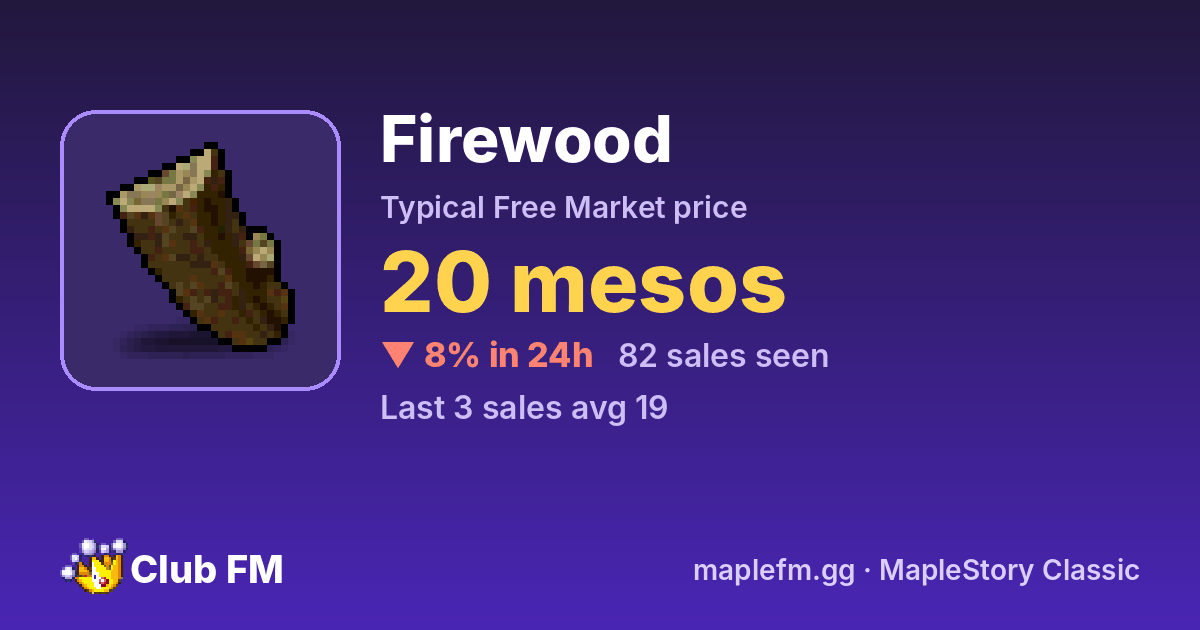 Firewood
Typical Free Market price
20 mesos
▼ 8% in 24h 82 sales seen
Last 3 sales avg 19
Club FM
maplefm.gg · MapleStory Classic